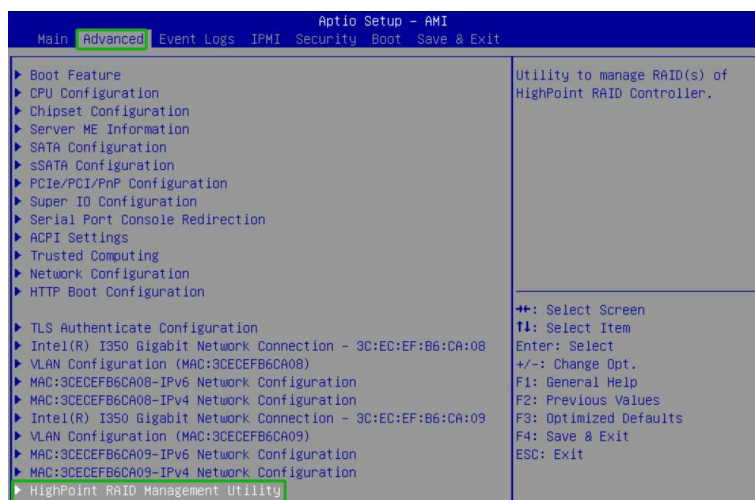 Aptio Setup – AMI
Main Advanced Event Logs IPMI Security Boot Save & Exit
Boot Feature
CPU Configuration
Chipset Configuration
Server ME Information
SATA Configuration
sSATA Configuration
PCIe/PCI/PnP Configuration
Super IO Configuration
Serial Port Console Redirection
ACPI Settings
Trusted Computing
Network Configuration
HTTP Boot Configuration
TLS Authenticate Configuration
Intel(R) I350 Gigabit Network Connection – 3C:EC:EF:B6:CA:08
VLAN Configuration (MAC:3CECEFB6CA08)
MAC:3CECEFB6CA08-IPv6 Network Configuration
MAC:3CECEFB6CA08-IPv4 Network Configuration
Intel(R) I350 Gigabit Network Connection – 3C:EC:EF:B6:CA:09
VLAN Configuration (MAC:3CECEFB6CA09)
MAC:3CECEFB6CA09-IPv6 Network Configuration
MAC:3CECEFB6CA09-IPv4 Network Configuration
HighPoint RAID Management Utility
Utility to manage RAID(s) of
HighPoint RAID Controller.
→←: Select Screen
↑↓: Select Item
Enter: Select
+/-: Change Opt.
F1: General Help
F2: Previous Values
F3: Optimized Defaults
F4: Save & Exit
ESC: Exit